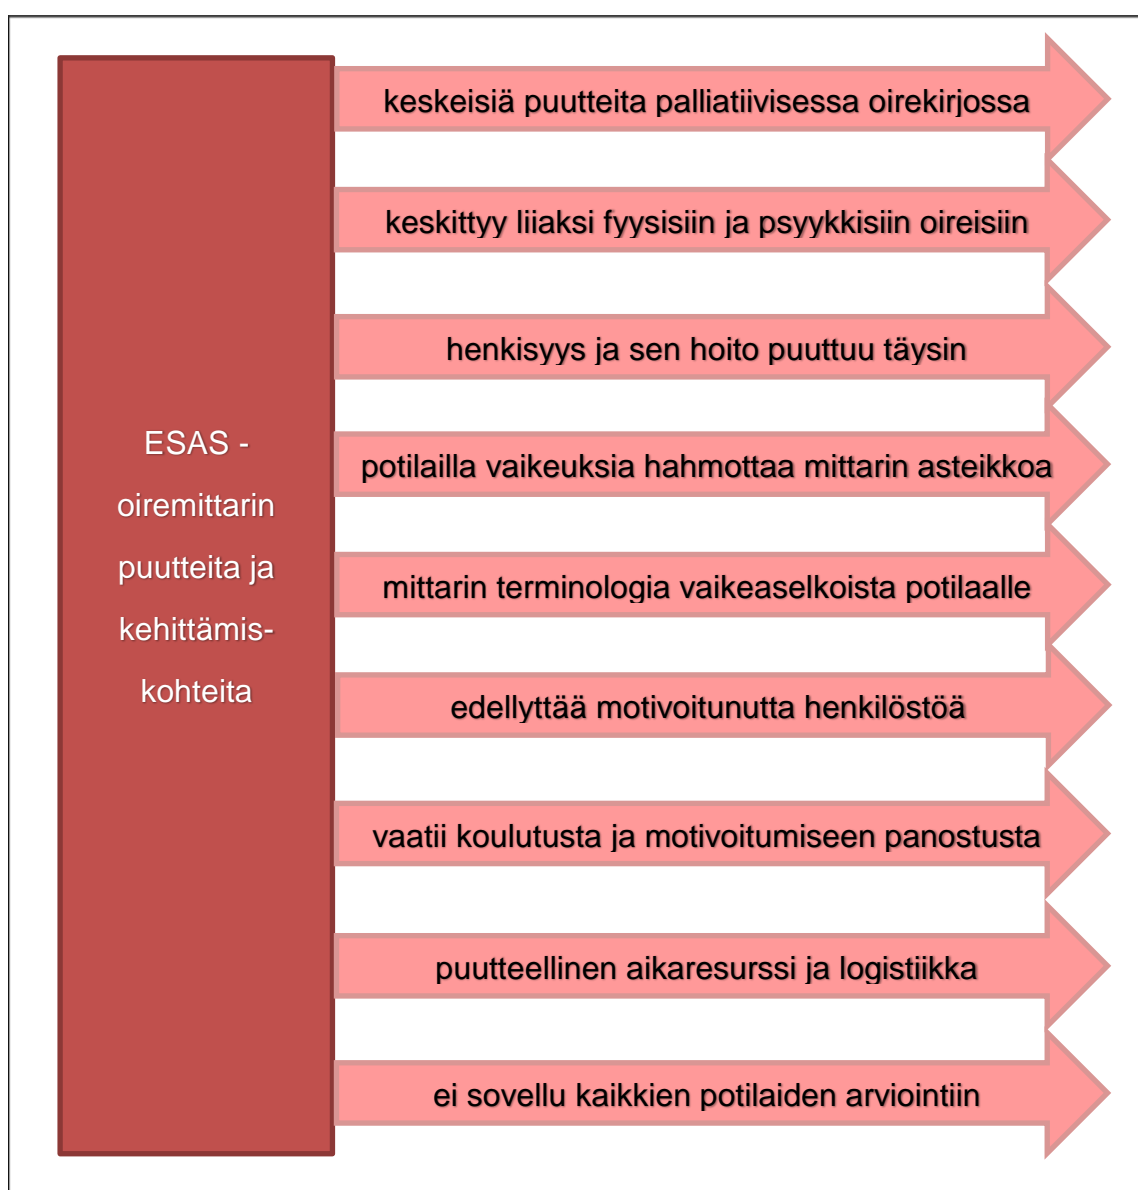 ESAS -
oiremittarin
puutteita ja
kehittämis-
kohteita
keskeisiä puutteita palliatiivisessa oirekirjossa
keskittyy liiaksi fyysisiin ja psyykkisiin oireisiin
henkisyys ja sen hoito puuttuu täysin
potilailla vaikeuksia hahmottaa mittarin asteikkoa
mittarin terminologia vaikeaselkoista potilaalle
edellyttää motivoitunutta henkilöstöä
vaatii koulutusta ja motivoitumiseen panostusta
puutteellinen aikaresurssi ja logistiikka
ei sovellu kaikkien potilaiden arviointiin